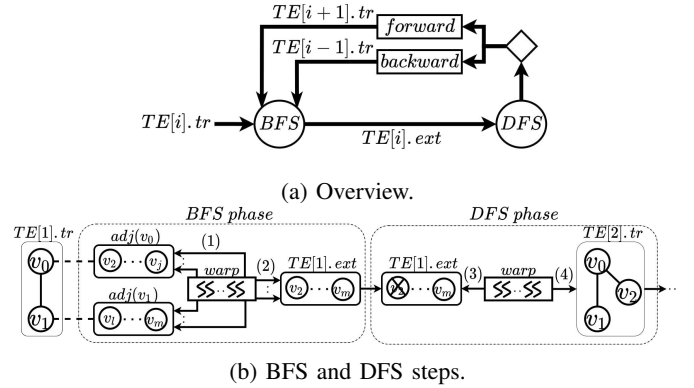 TE[i+1].tr
forward
TE[i−1].tr
backward
TE[i].tr
BFS
DFS
TE[i].ext
(a) Overview.
BFS phase
DFS phase
TE[1].tr
adj(v0)
(1)
TE[2].tr
v0
v2 ··· vj
warp
(2)
TE[1].ext
TE[1].ext
(3)
warp
(4)
v0
v2 ··· vm
v2 ··· vm
v2
···
adj(v1)
v1
vl ··· vm
v1
(b) BFS and DFS steps.